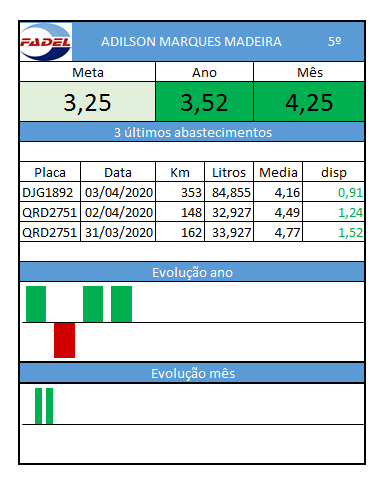 FADEL ADILSON MARQUES MADEIRA 5º
Meta Ano Mês
3,25 3,52 4,25
3 últimos abastecimentos
Placa Data Km Litros Media disp
DJG1892 03/04/2020 353 84,855 4,16 0,91
QRD2751 02/04/2020 148 32,927 4,49 1,24
QRD2751 31/03/2020 162 33,927 4,77 1,52
Evolução ano
Evolução mês